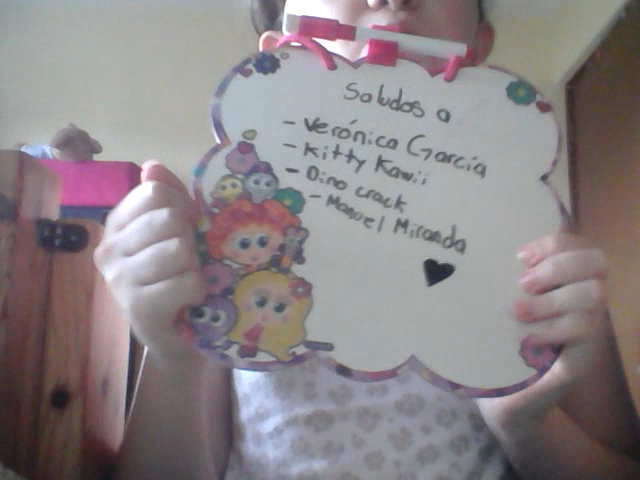 Saludos a
- Verónica García
- Kitty Kawii
- Dino crack
- Manuel Miranda